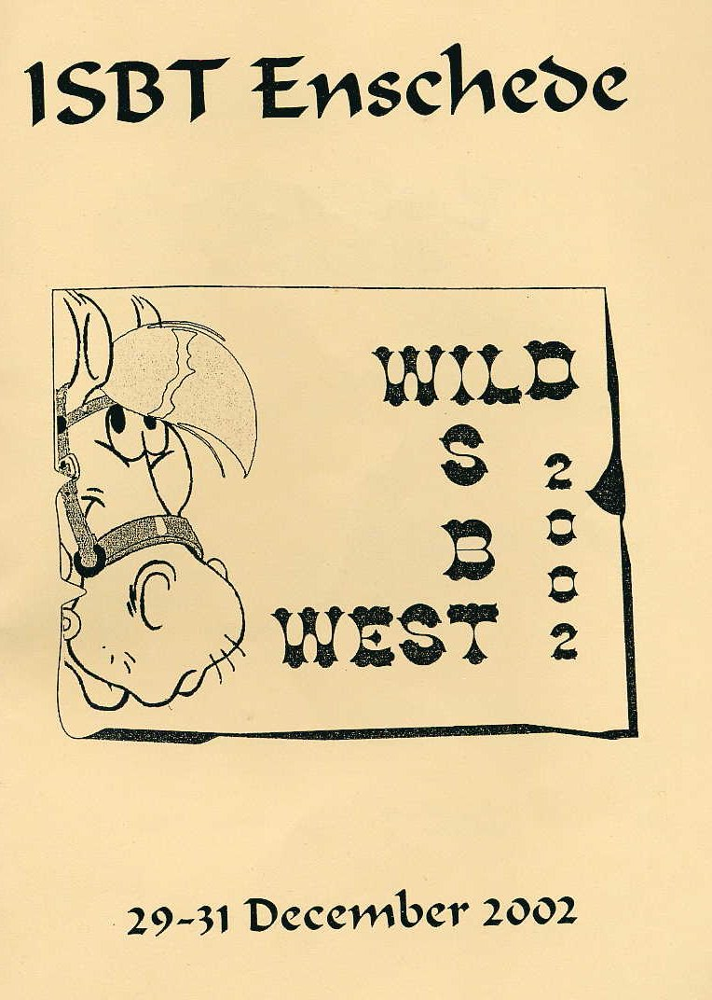 ISBT Enschede
WILD
S
B
WEST
2
0
0
2
29-31 December 2002